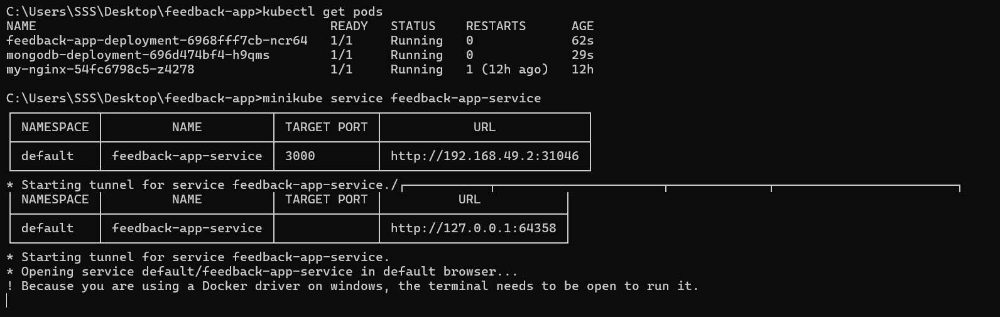 C:\Users\SSS\Desktop\feedback-app>kubectl get pods
NAME READY STATUS RESTARTS AGE
feedback-app-deployment-6968fff7cb-ncr64 1/1 Running 0 62s
mongodb-deployment-696d474bf4-h9qms 1/1 Running 0 29s
my-nginx-54fc6798c5-z4278 1/1 Running 1 (12h ago) 12h
C:\Users\SSS\Desktop\feedback-app>minikube service feedback-app-service
NAMESPACE NAME TARGET PORT URL
default feedback-app-service 3000 http://192.168.49.2:31046
* Starting tunnel for service feedback-app-service./
NAMESPACE NAME TARGET PORT URL
default feedback-app-service http://127.0.0.1:64358
* Starting tunnel for service feedback-app-service.
* Opening service default/feedback-app-service in default browser...
! Because you are using a Docker driver on windows, the terminal needs to be open to run it.